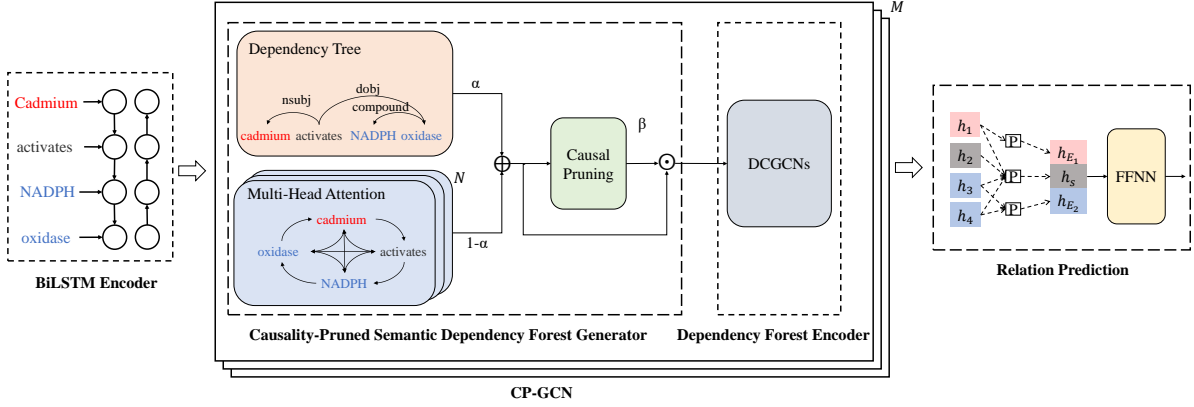 M
Cadmium
activates
NADPH
oxidase
BiLSTM Encoder
Dependency Tree
nsubj
dobj
compound
cadmium activates NADPH oxidase
α
Multi-Head Attention
N
cadmium
oxidase
activates
NADPH
1-α
Causal
Pruning
β
Causality-Pruned Semantic Dependency Forest Generator
DCGCNs
Dependency Forest Encoder
CP-GCN
h1
h2
h3
h4
P
P
P
hE1
hs
hE2
FFNN
Relation Prediction